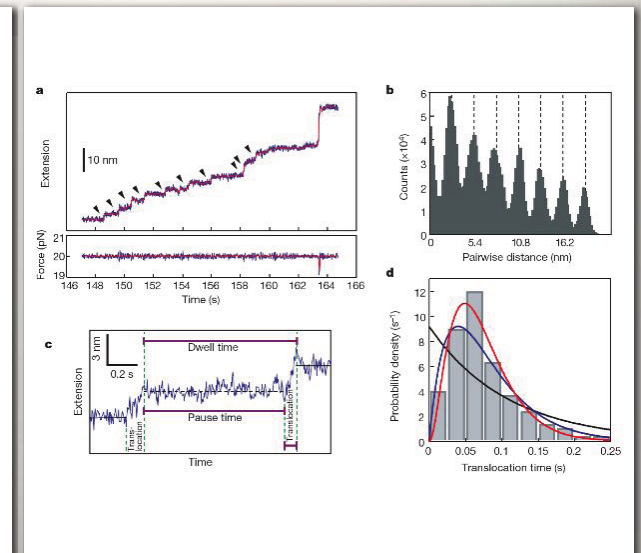 a
Extension
10 nm
Force (pN)
21
20
19
146 148 150 152 154 156 158 160 162 164 166
Time (s)
b
Counts (×10⁴)
6
5
4
3
2
1
0
0 5.4 10.8 16.2
Pairwise distance (nm)
c
Extension
3 nm
0.2 s
Dwell time
Pause time
Trans-
location
Translocation
Time
d
Probability density (s⁻¹)
12
10
8
6
4
2
0
0 0.05 0.1 0.15 0.2 0.25
Translocation time (s)